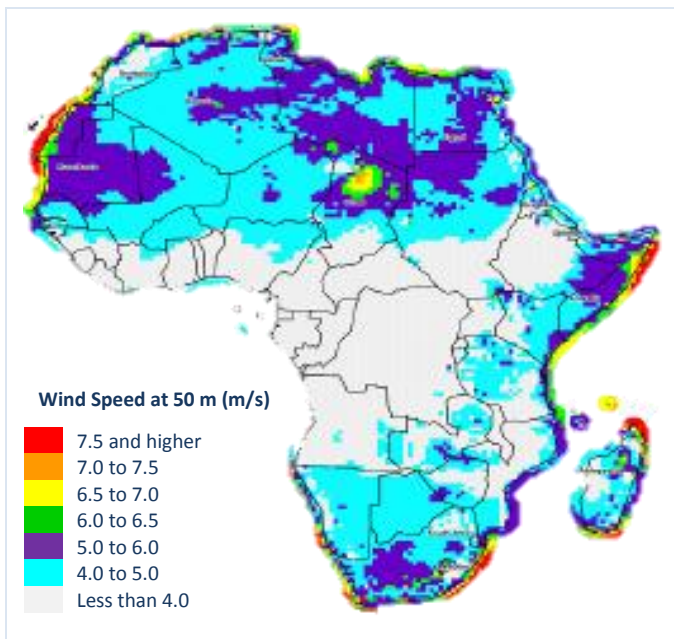 Wind Speed at 50 m (m/s)
7.5 and higher
7.0 to 7.5
6.5 to 7.0
6.0 to 6.5
5.0 to 6.0
4.0 to 5.0
Less than 4.0